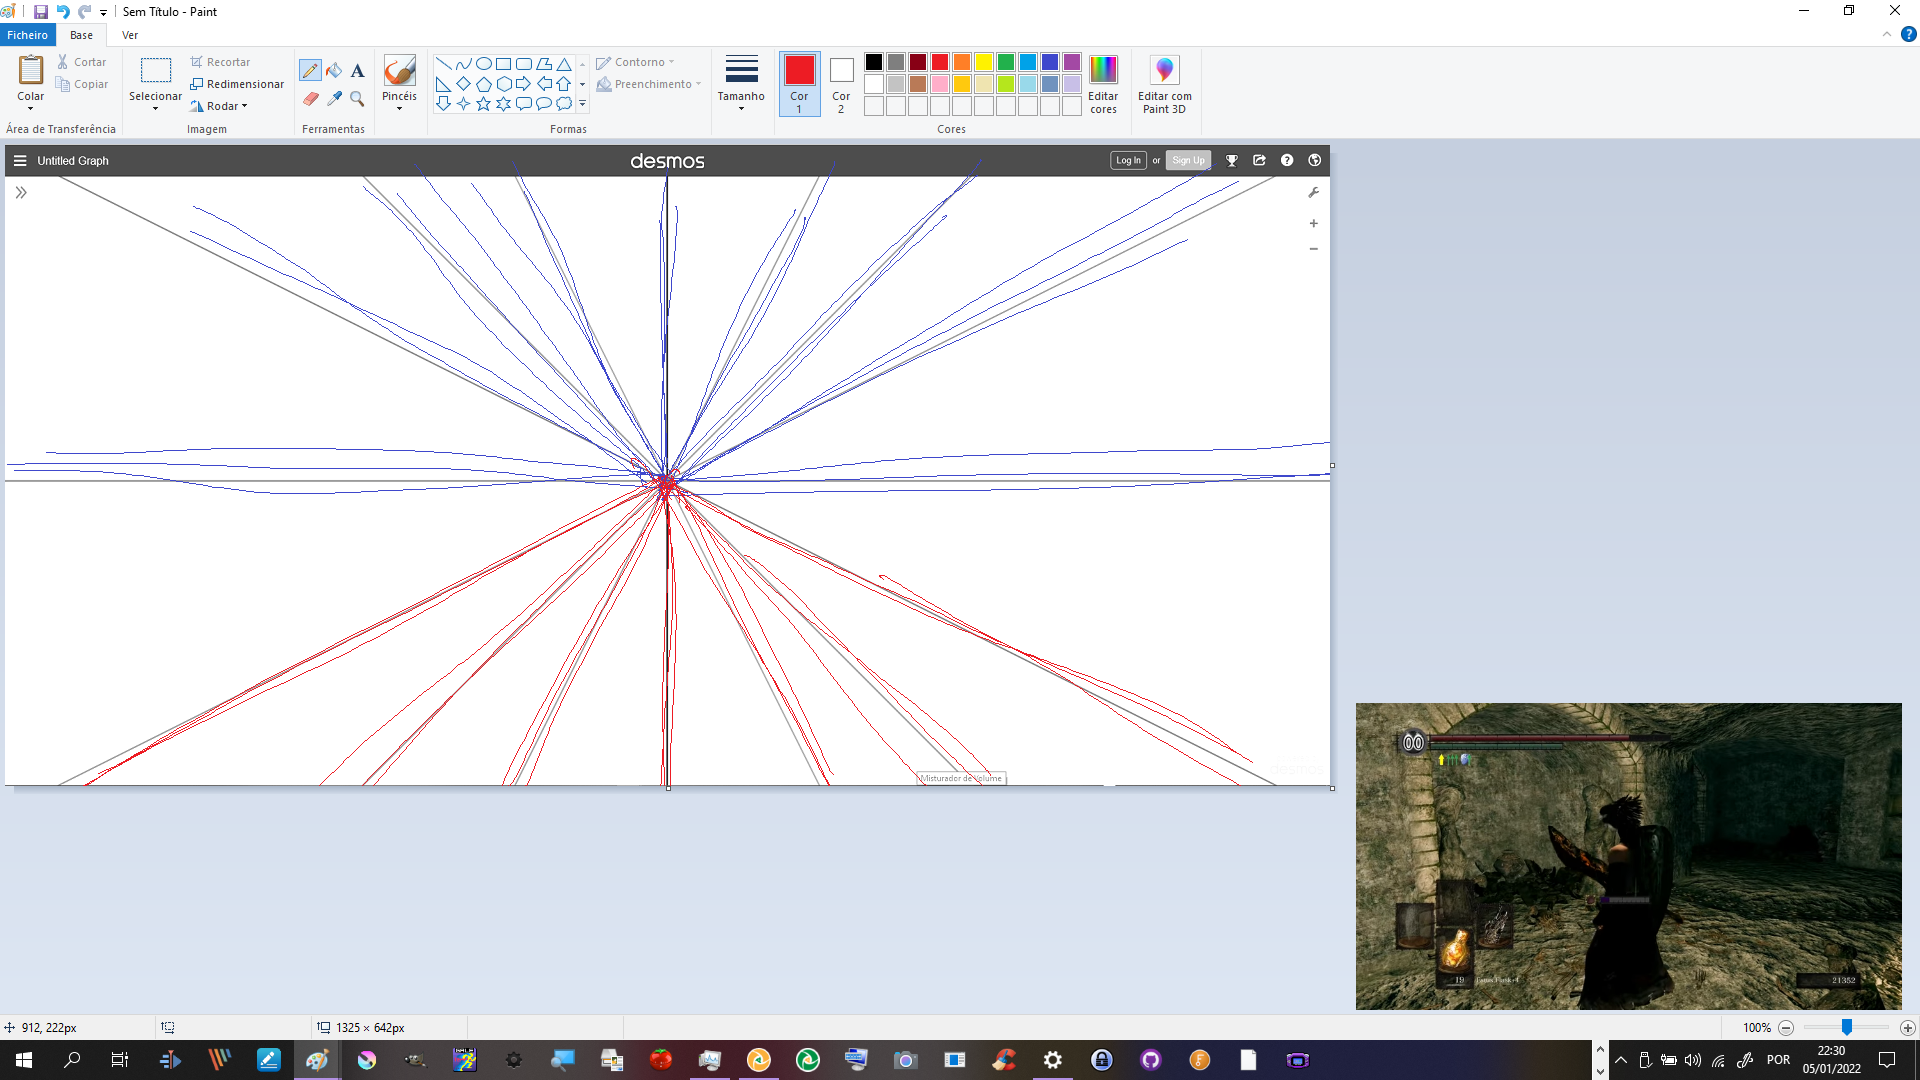 Sem Título - Paint
Ficheiro
Base
Ver
Colar
Cortar
Copiar
Área de Transferência
Selecionar
Recortar
Redimensionar
Rodar
Imagem
A
Ferramentas
Pincéis
Contorno
Preenchimento
Formas
Tamanho
Cor
1
Cor
2
Editar
cores
Cores
Editar com
Paint 3D
Untitled Graph
desmos
Log In
or
Sign Up
Misturador de Volume
00
19
21352
912, 222px
1325 × 642px
100%
POR
22:30
05/01/2022